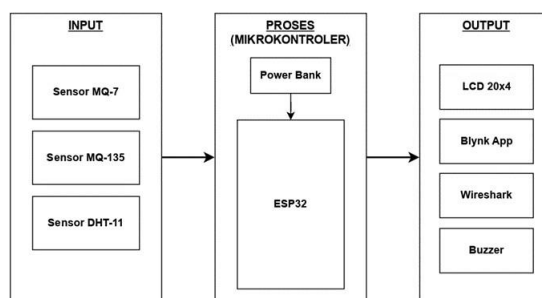 INPUT
Sensor MQ-7
Sensor MQ-135
Sensor DHT-11
PROSES
(MIKROKONTROLER)
Power Bank
ESP32
OUTPUT
LCD 20x4
Blynk App
Wireshark
Buzzer